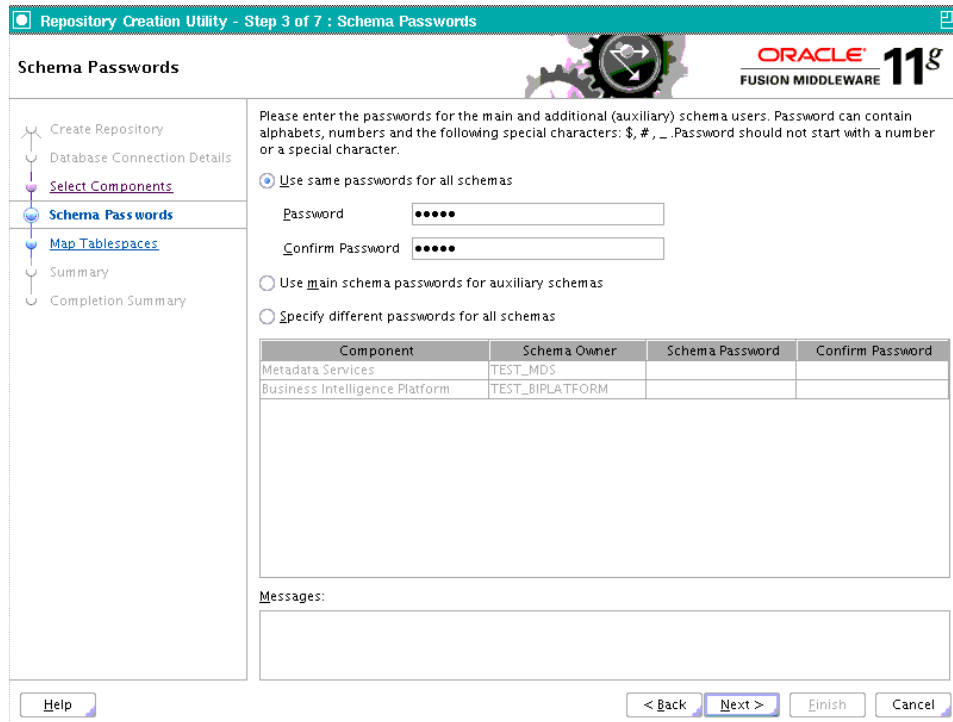 Repository Creation Utility - Step 3 of 7 : Schema Passwords
Schema Passwords
ORACLE
FUSION MIDDLEWARE
11g
Create Repository
Database Connection Details
Select Components
Schema Passwords
Map Tablespaces
Summary
Completion Summary
Please enter the passwords for the main and additional (auxiliary) schema users. Password can contain
alphabets, numbers and the following special characters: $, # , _ .Password should not start with a number
or a special character.
Use same passwords for all schemas
Password •••••
Confirm Password •••••
Use main schema passwords for auxiliary schemas
Specify different passwords for all schemas
Component Schema Owner Schema Password Confirm Password
Metadata Services TEST_MDS
Business Intelligence Platform TEST_BIPLATFORM
Messages:
Help < Back Next > Finish Cancel